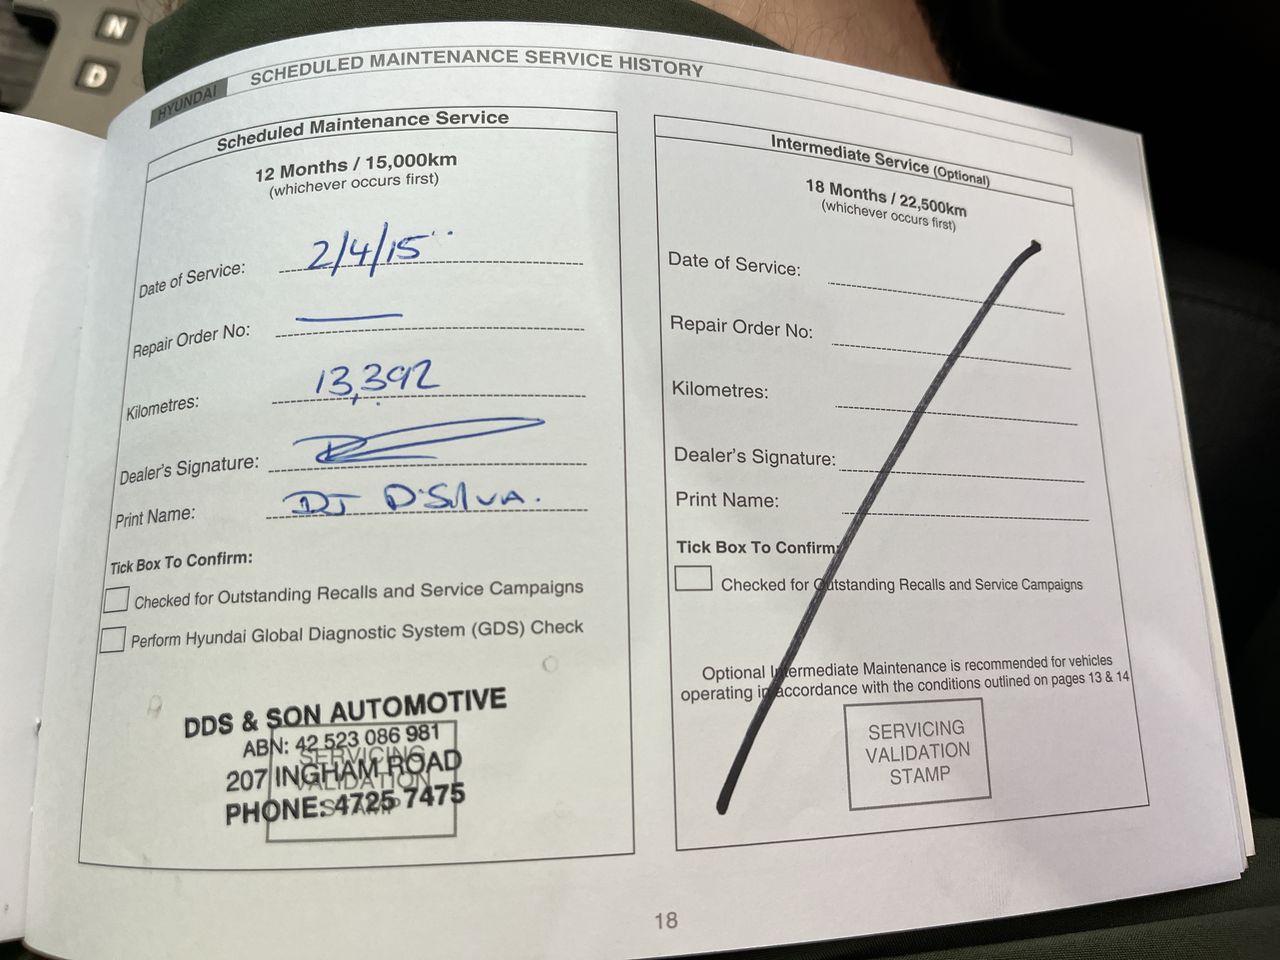 N
D
HYUNDAI
SCHEDULED MAINTENANCE SERVICE HISTORY
Scheduled Maintenance Service
12 Months / 15,000km
(whichever occurs first)
Date of Service: 2/4/15
Repair Order No: —
Kilometres: 13,392
Dealer's Signature:
Print Name: DJ D'SILVA.
Tick Box To Confirm:
Checked for Outstanding Recalls and Service Campaigns
Perform Hyundai Global Diagnostic System (GDS) Check
DDS & SON AUTOMOTIVE
ABN: 42 523 086 981
207 INGHAM ROAD
PHONE: 4725 7475
SERVICING
VALIDATION
STAMP
Intermediate Service (Optional)
18 Months / 22,500km
(whichever occurs first)
Date of Service:
Repair Order No:
Kilometres:
Dealer's Signature:
Print Name:
Tick Box To Confirm:
Checked for Outstanding Recalls and Service Campaigns
Optional Intermediate Maintenance is recommended for vehicles
operating in accordance with the conditions outlined on pages 13 & 14
SERVICING
VALIDATION
STAMP
18